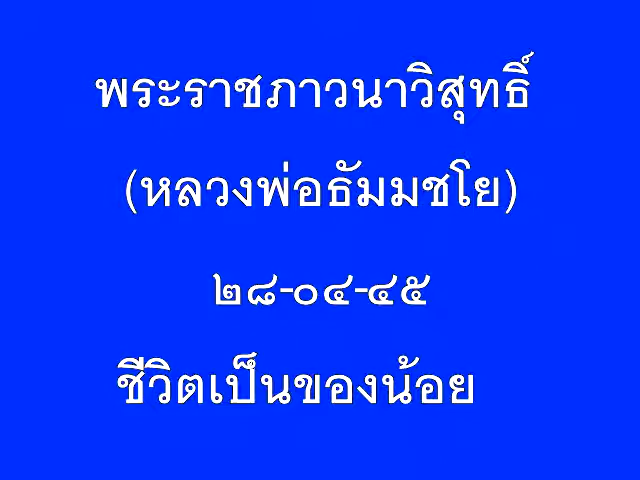 พระราชภาวนาวิสุทธิ์
(หลวงพ่อธัมมชโย)
๒๘-๐๔-๔๕
ชีวิตเป็นของน้อย